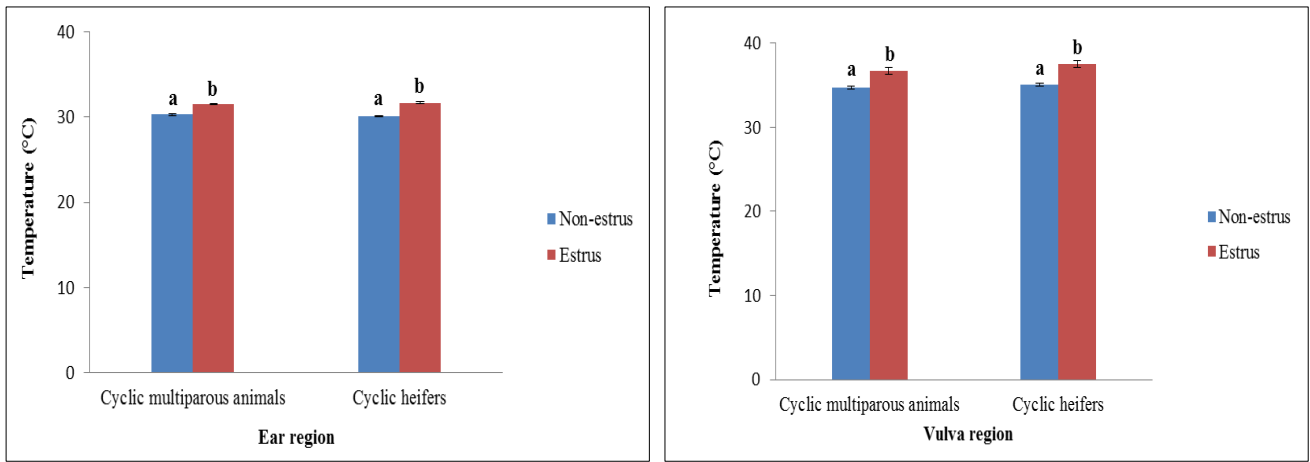 40
30
20
10
0
Temperature (°C)
a b
a b
Non-estrus
Estrus
Cyclic multiparous animals Cyclic heifers
Ear region
40
30
20
10
0
Temperature (°C)
a b
a b
Non-estrus
Estrus
Cyclic multiparous animals Cyclic heifers
Vulva region